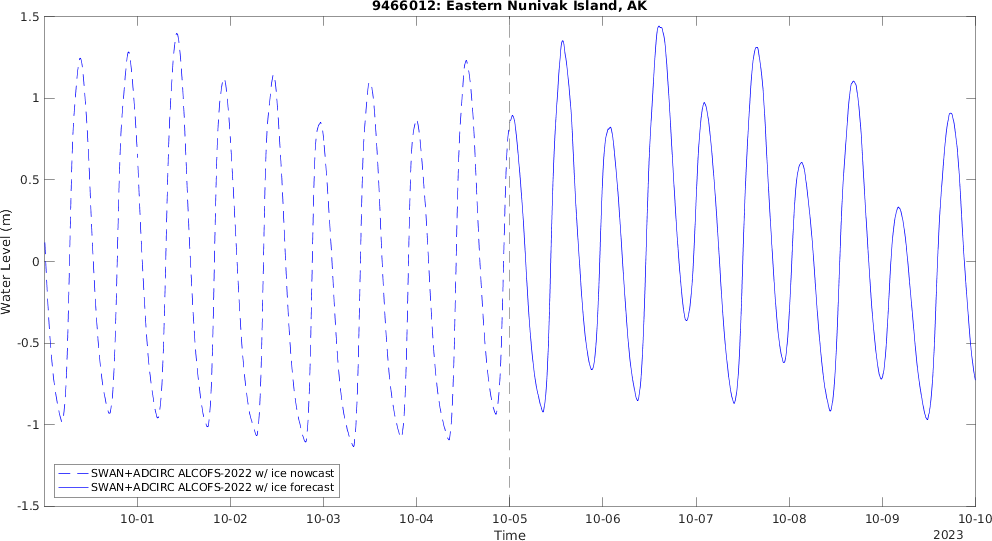 9466012: Eastern Nunivak Island, AK
Water Level (m)
1.5
1
0.5
0
-0.5
-1
-1.5
SWAN+ADCIRC ALCOFS-2022 w/ ice nowcast
SWAN+ADCIRC ALCOFS-2022 w/ ice forecast
10-01 10-02 10-03 10-04 10-05 10-06 10-07 10-08 10-09 10-10
Time
2023